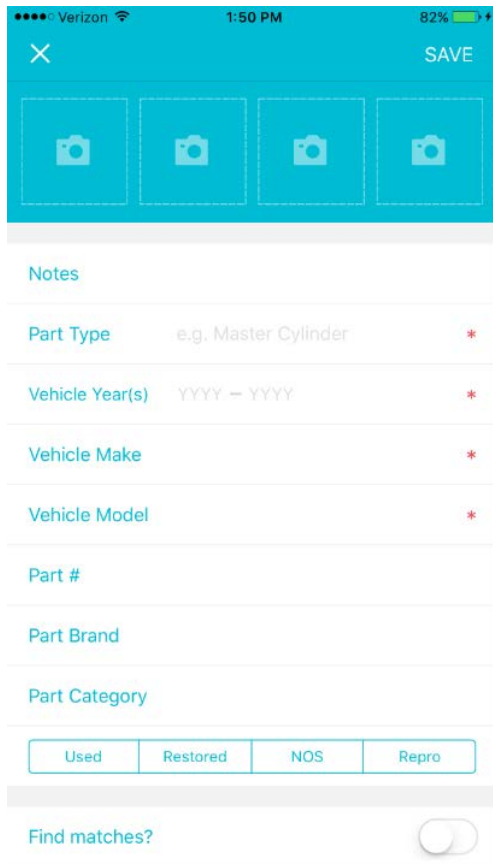 Verizon 1:50 PM 82%
SAVE
Notes
Part Type e.g. Master Cylinder *
Vehicle Year(s) YYYY – YYYY *
Vehicle Make *
Vehicle Model *
Part #
Part Brand
Part Category
Used Restored NOS Repro
Find matches?